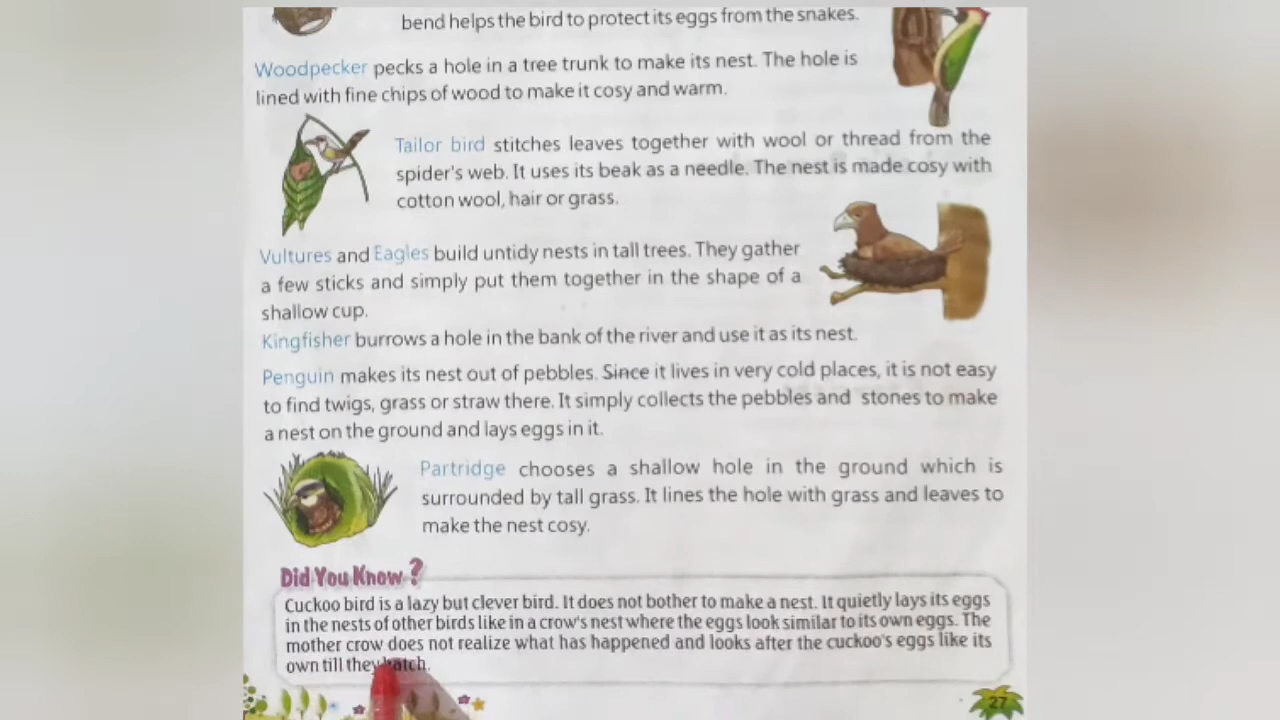 bend helps the bird to protect its eggs from the snakes.
Woodpecker pecks a hole in a tree trunk to make its nest. The hole is
lined with fine chips of wood to make it cosy and warm.
Tailor bird stitches leaves together with wool or thread from the
spider's web. It uses its beak as a needle. The nest is made cosy with
cotton wool, hair or grass.
Vultures and Eagles build untidy nests in tall trees. They gather
a few sticks and simply put them together in the shape of a
shallow cup.
Kingfisher burrows a hole in the bank of the river and use it as its nest.
Penguin makes its nest out of pebbles. Since it lives in very cold places, it is not easy
to find twigs, grass or straw there. It simply collects the pebbles and stones to make
a nest on the ground and lays eggs in it.
Partridge chooses a shallow hole in the ground which is
surrounded by tall grass. It lines the hole with grass and leaves to
make the nest cosy.
Did You Know ?
Cuckoo bird is a lazy but clever bird. It does not bother to make a nest. It quietly lays its eggs
in the nests of other birds like in a crow's nest where the eggs look similar to its own eggs. The
mother crow does not realize what has happened and looks after the cuckoo's eggs like its
own till they hatch.
27